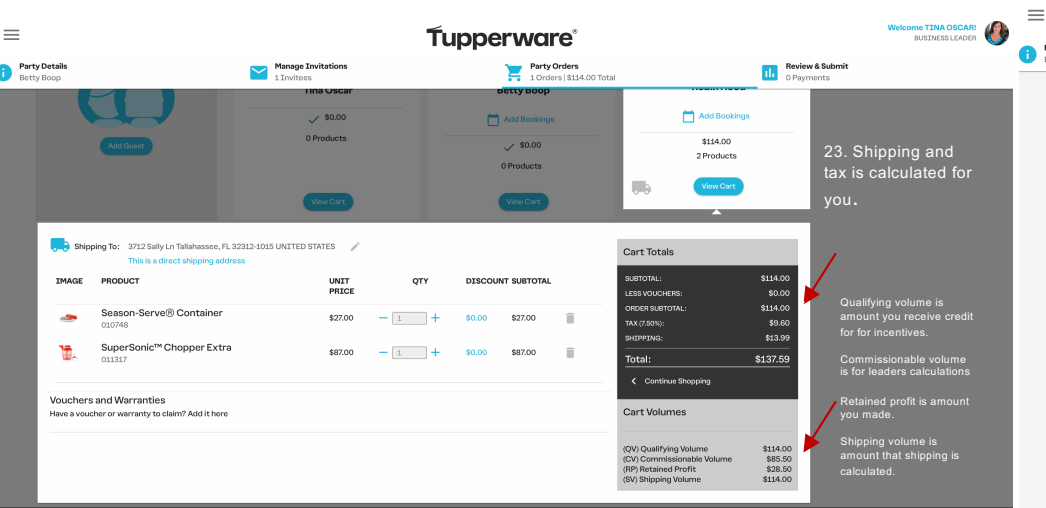 Tupperware®
Welcome TINA OSCAR!
BUSINESS LEADER
Party Details
Betty Boop
Manage Invitations
1 Invitees
Party Orders
1 Orders | $114.00 Total
Review & Submit
0 Payments
Add Guest
Tina Oscar
$0.00
0 Products
View Cart
Betty Boop
Add Bookings
$0.00
0 Products
View Cart
Robin Hood
Add Bookings
$114.00
2 Products
View Cart
23. Shipping and
tax is calculated for
you.
Shipping To: 3712 Sally Ln Tallahassee, FL 32312-1015 UNITED STATES
This is a direct shipping address
IMAGE PRODUCT UNIT PRICE QTY DISCOUNT SUBTOTAL
Season-Serve® Container
010748
$27.00 − 1 + $0.00 $27.00
SuperSonic™ Chopper Extra
011317
$87.00 − 1 + $0.00 $87.00
Vouchers and Warranties
Have a voucher or warranty to claim? Add it here
Cart Totals
SUBTOTAL: $114.00
LESS VOUCHERS: $0.00
ORDER SUBTOTAL: $114.00
TAX (7.50%): $9.60
SHIPPING: $13.99
Total: $137.59
Continue Shopping
Cart Volumes
(QV) Qualifying Volume $114.00
(CV) Commissionable Volume $85.50
(RP) Retained Profit $28.50
(SV) Shipping Volume $114.00
Qualifying volume is
amount you receive credit
for for incentives.
Commissionable volume
is for leaders calculations
Retained profit is amount
you made.
Shipping volume is
amount that shipping is
calculated.